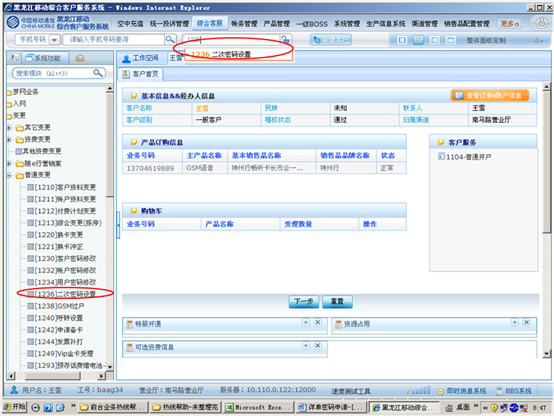 黑龙江移动综合客户服务系统 - Windows Internet Explorer
中国移动通信 CHINA MOBILE 黑龙江移动 综合客户服务系统
空中充值 统一投诉管理 综合客服 帐务管理 产品管理 一级BOSS 系统管理 主产品信息系统 渠道管理 销售品配置管理 更多
手机号码 请输入手机号码查询 1236 整体面板定制
1236 二次密码设置
系统功能 工作空间 王雪
搜索模块 (Alt+3) 客户首页
梦网业务
入网
变更
其它变更
资费变更
其他资费变更
随e行营销案
普通变更
[1210]客户资料变更
[1211]帐户资料变更
[1212]付费计划变更
[1213]综合变更(报停)
[1220]换卡变更
[1221]换卡冲正
[1230]客户密码修改
[1232]帐户密码修改
[1234]用户密码修改
[1236]二次密码设置
[1238]GSM过户
[1240]呼转设置
[1242]申请备卡
[1244]发票补打
[1249]Vip金卡受理
[1293]预存话费赠电池
基本信息&&经办人信息 查看订单&账户信息
客户名称 王雪 民族 未知 联系人 王雪
客户级别 一般客户 稽核状态 通过 归属渠道 南马路营业厅
产品订购信息
业务号码 主产品名称 基本销售品名称 销售品品牌名称 状态
13704619889 GSM语音 神州行畅听卡长市合一... 神州行 正常
客户服务
1104-普通开户
购物车
业务号码 产品名称 受理数量 操作
下一步 重置
特服开通 资源占用
可选资费信息
用户名：王雪 工号：baag34 营业厅：南马路营业厅 服务器：10.110.0.122:12000 速度测试工具 即时消息系统 BBS系统
开始 前台业务热线帮... 热线帮助-未整理完 Microsoft Exce... 详单密码申请-[... 黑龙江移动综合... 桌面 8:41